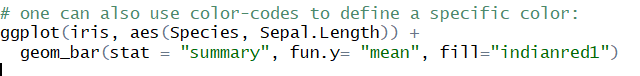 # one can also use color-codes to define a specific color:
ggplot(iris, aes(Species, Sepal.Length)) +
  geom_bar(stat = "summary", fun.y= "mean", fill="indianred1")